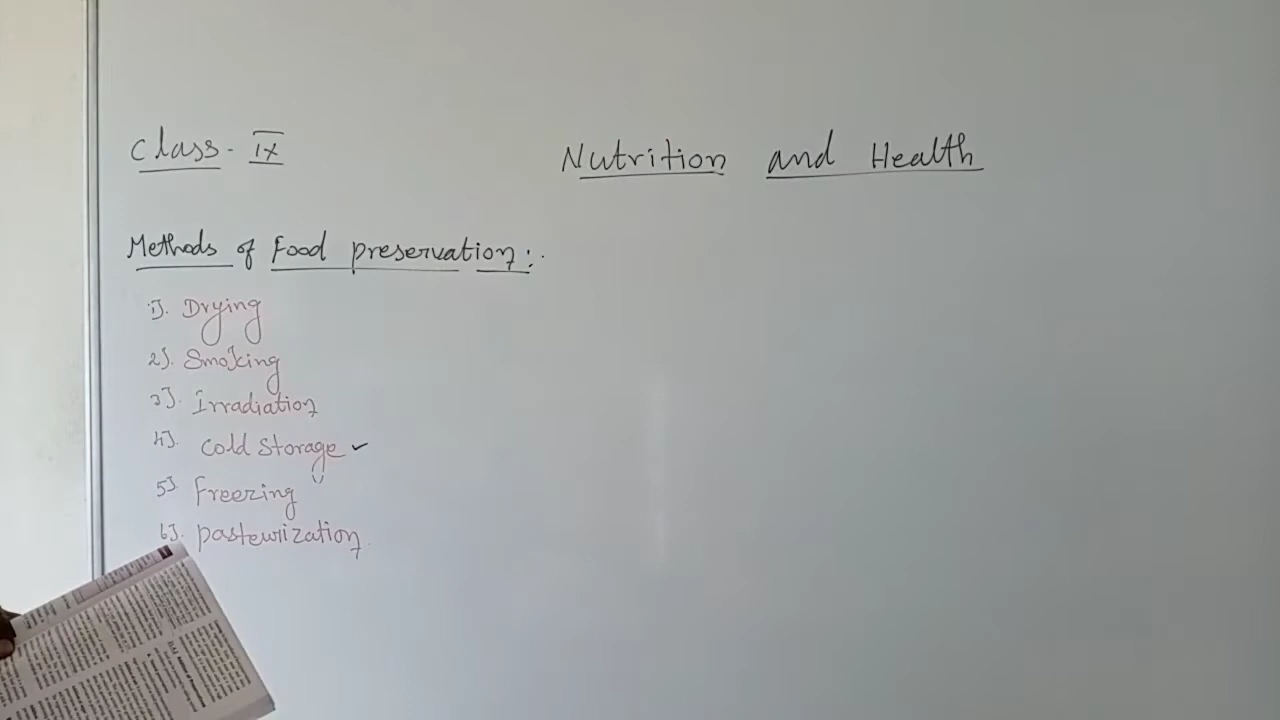 Class - IX
Nutrition and Health
Methods of Food preservation :-
1). Drying
2). Smoking
3). Irradiation
4). Cold Storage ✓
5) Freezing
6). Pasteurization